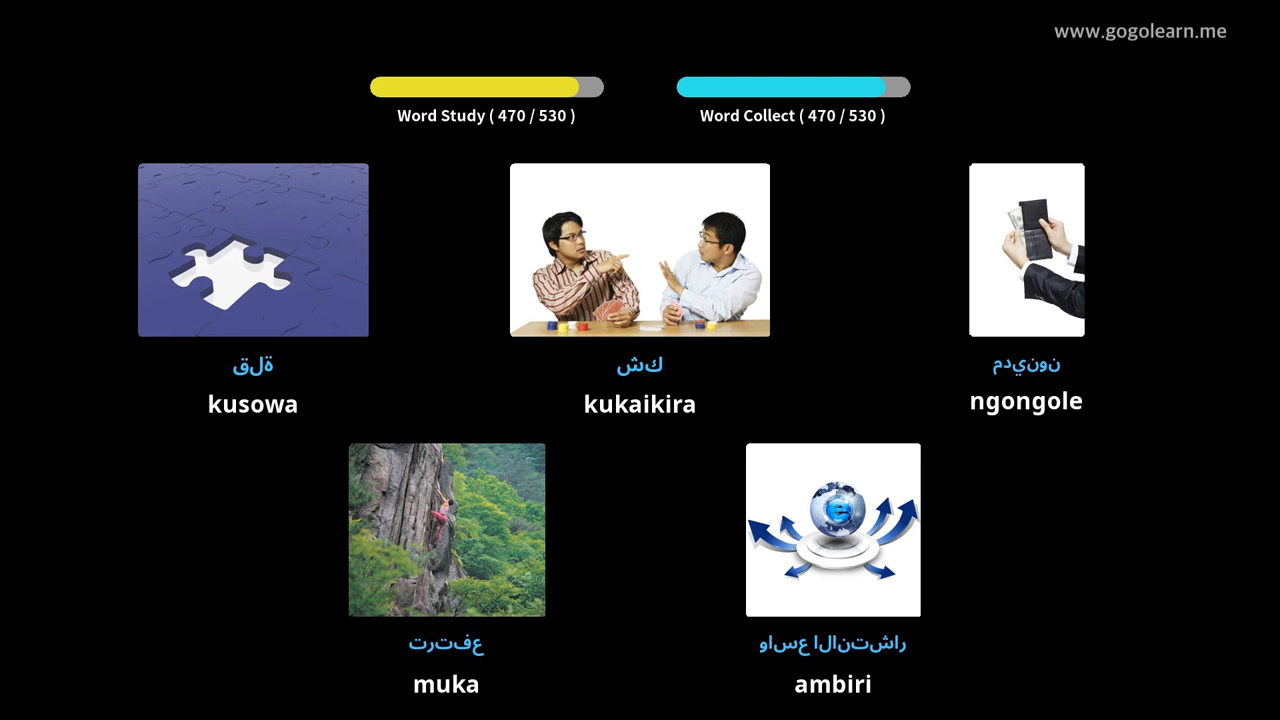 www.gogolearn.me
Word Study ( 470 / 530 )
Word Collect ( 470 / 530 )
قلة
شك
مدينون
kusowa
kukaikira
ngongole
ترتفع
واسع الانتشار
muka
ambiri